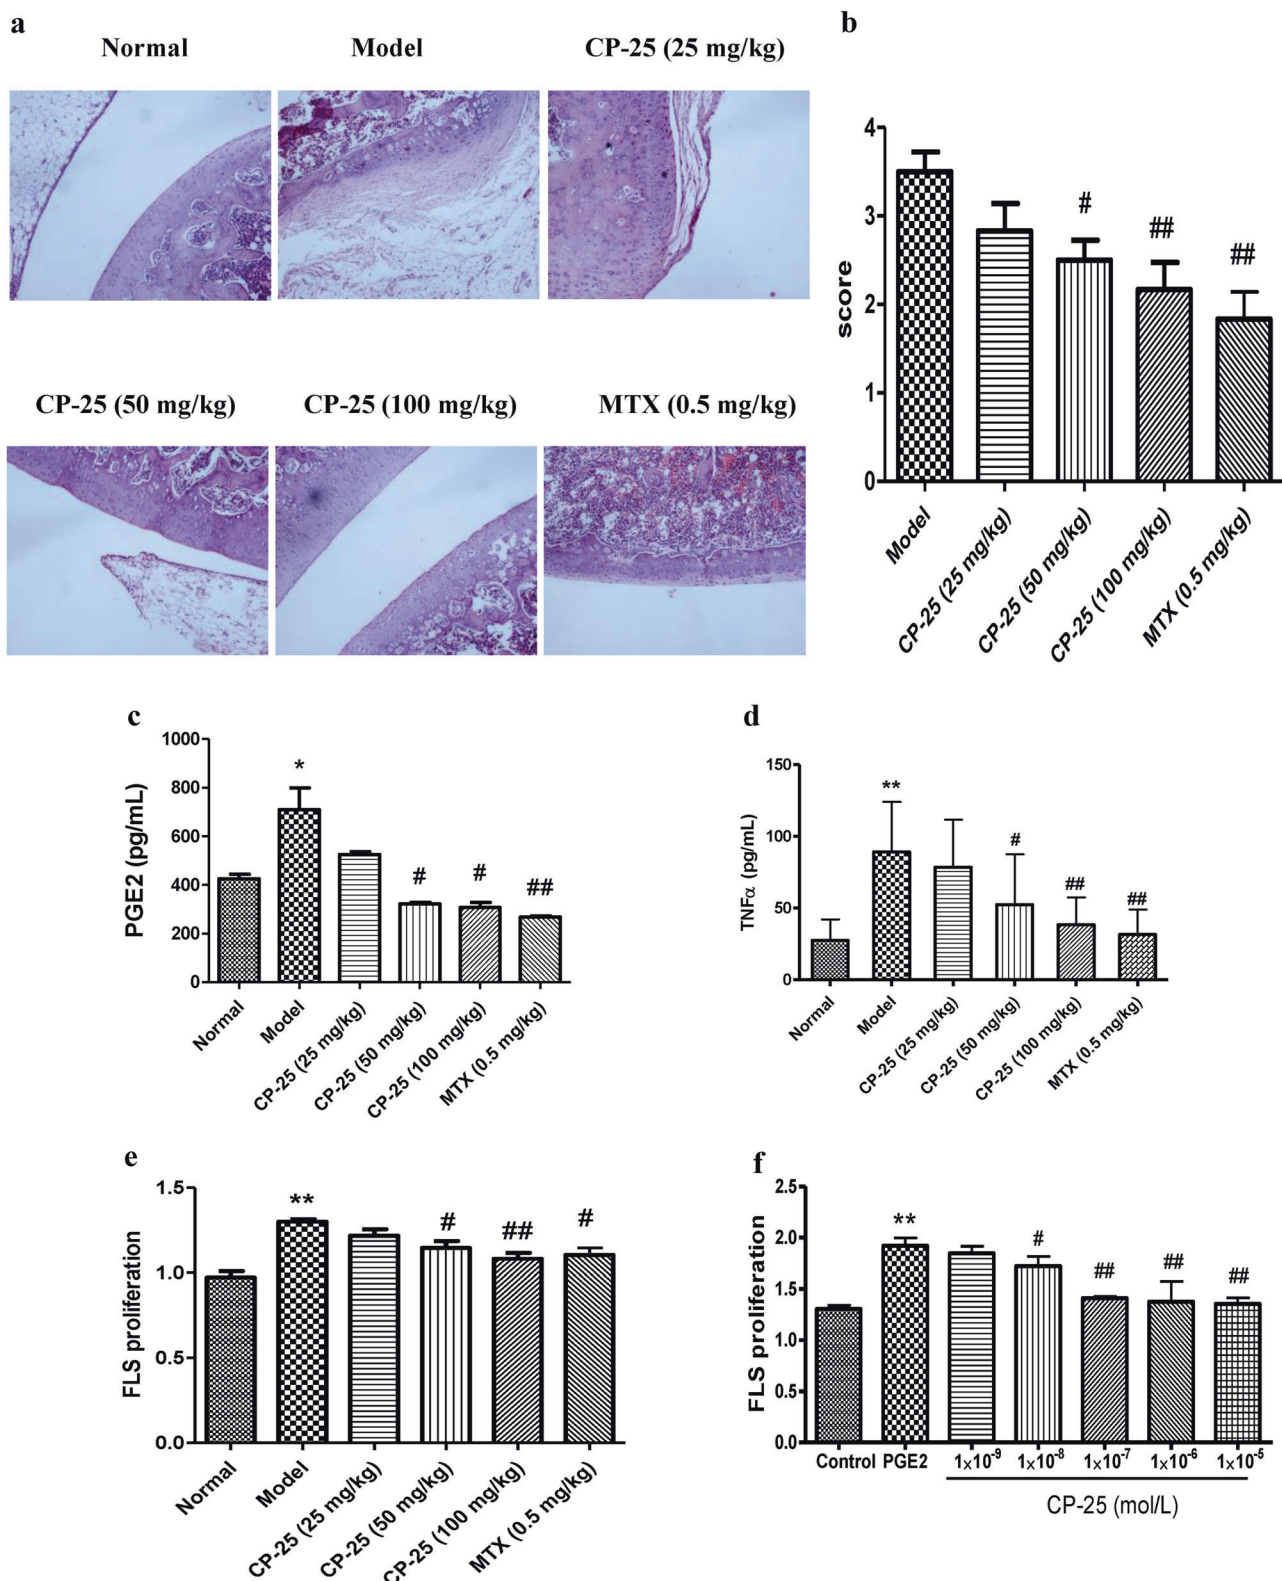 a
Normal
Model
CP-25 (25 mg/kg)
CP-25 (50 mg/kg)
CP-25 (100 mg/kg)
MTX (0.5 mg/kg)
b
score
4
3
2
1
0
#
##
##
Model
CP-25 (25 mg/kg)
CP-25 (50 mg/kg)
CP-25 (100 mg/kg)
MTX (0.5 mg/kg)
c
PGE2 (pg/mL)
1000
800
600
400
200
0
*
#
#
##
Normal
Model
CP-25 (25 mg/kg)
CP-25 (50 mg/kg)
CP-25 (100 mg/kg)
MTX (0.5 mg/kg)
d
TNFα (pg/mL)
150
100
50
0
**
#
##
##
Normal
Model
CP-25 (25 mg/kg)
CP-25 (50 mg/kg)
CP-25 (100 mg/kg)
MTX (0.5 mg/kg)
e
FLS proliferation
1.5
1.0
0.5
0.0
**
#
##
#
Normal
Model
CP-25 (25 mg/kg)
CP-25 (50 mg/kg)
CP-25 (100 mg/kg)
MTX (0.5 mg/kg)
f
FLS proliferation
2.5
2.0
1.5
1.0
0.5
0.0
**
#
##
##
##
Control PGE2 1×10⁻⁹ 1×10⁻⁸ 1×10⁻⁷ 1×10⁻⁶ 1×10⁻⁵
CP-25 (mol/L)